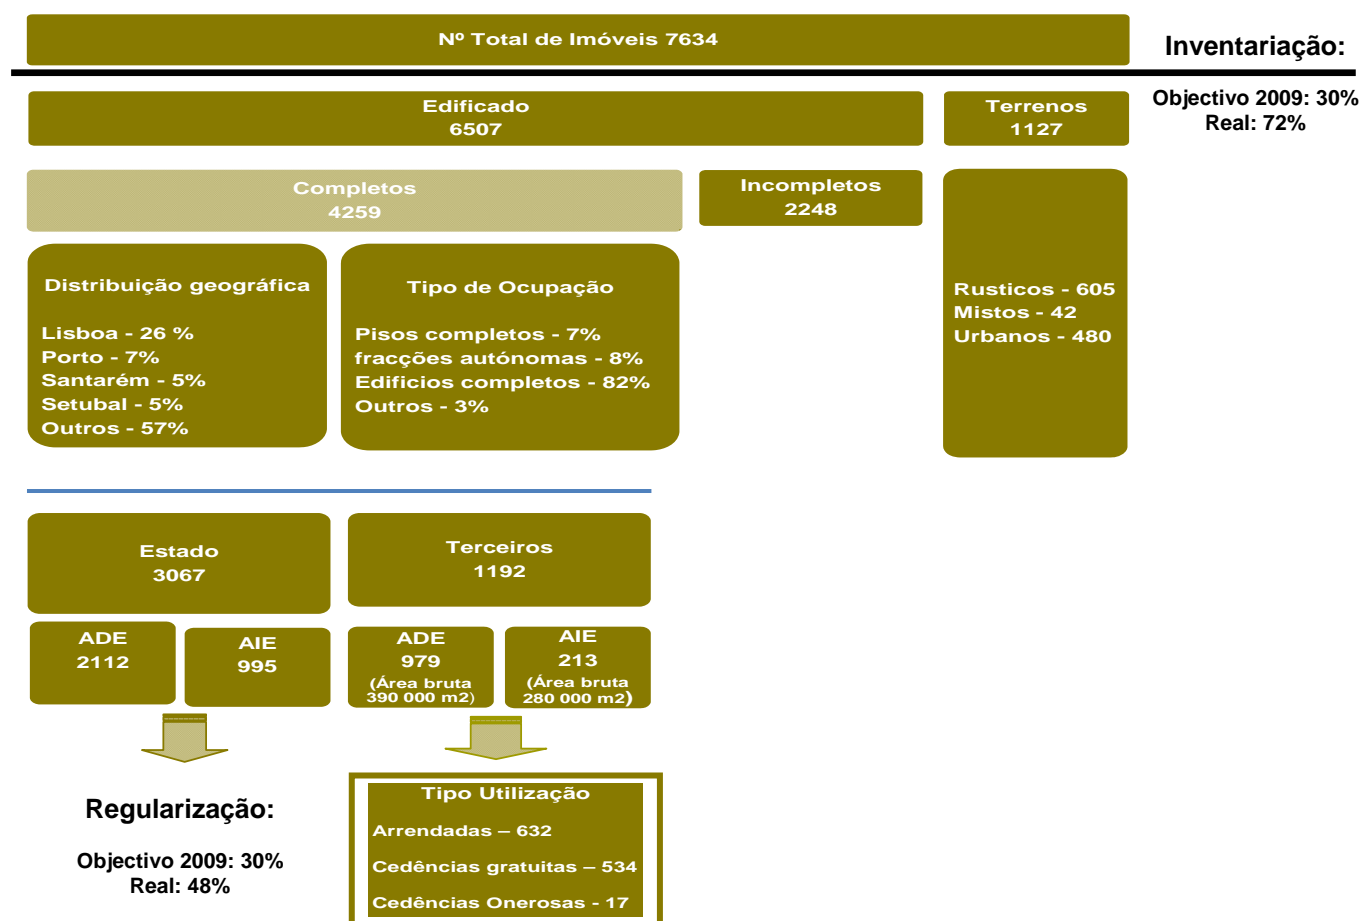 Nº Total de Imóveis 7634
Inventariação:
Objectivo 2009: 30%
Real: 72%
Edificado
6507
Terrenos
1127
Completos
4259
Incompletos
2248
Distribuição geográfica
Lisboa - 26 %
Porto - 7%
Santarém - 5%
Setubal - 5%
Outros - 57%
Tipo de Ocupação
Pisos completos - 7%
fracções autónomas - 8%
Edificios completos - 82%
Outros - 3%
Rusticos - 605
Mistos - 42
Urbanos - 480
Estado
3067
Terceiros
1192
ADE
2112
AIE
995
ADE
979
(Área bruta
390 000 m2)
AIE
213
(Área bruta
280 000 m2)
Regularização:
Objectivo 2009: 30%
Real: 48%
Tipo Utilização
Arrendadas – 632
Cedências gratuitas – 534
Cedências Onerosas - 17